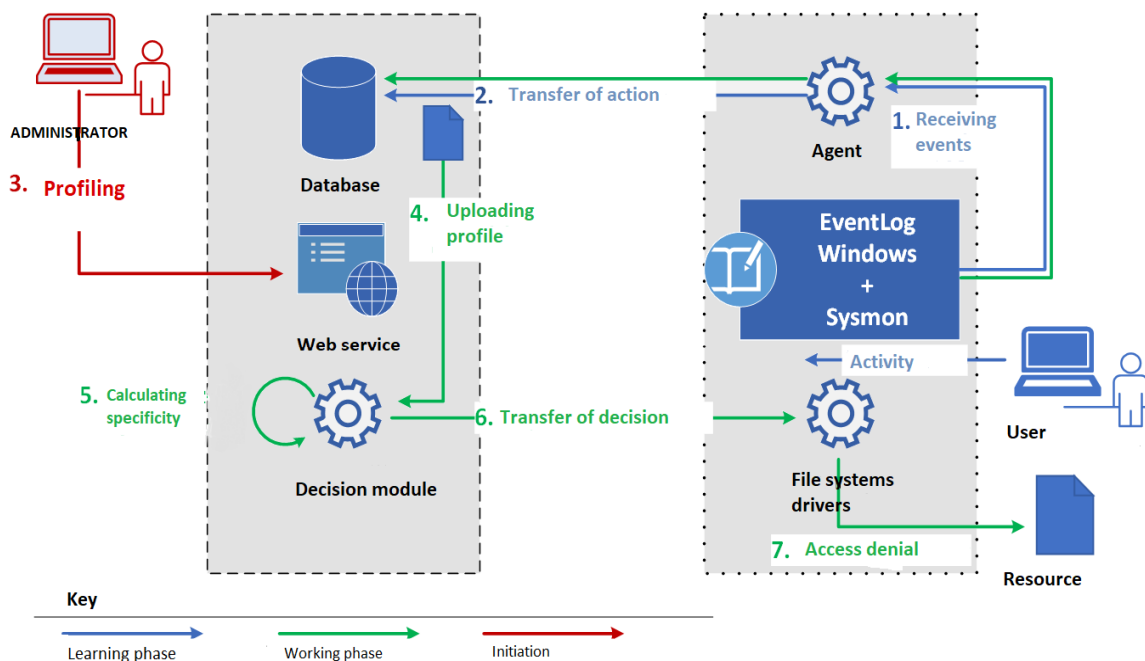 ADMINISTRATOR
3. Profiling
Database
2. Transfer of action
1. Receiving
events
Agent
4. Uploading
profile
EventLog
Windows
+
Sysmon
Web service
Activity
User
5. Calculating
specificity
6. Transfer of decision
Decision module
File systems
drivers
7. Access denial
Resource
Key
Learning phase
Working phase
Initiation